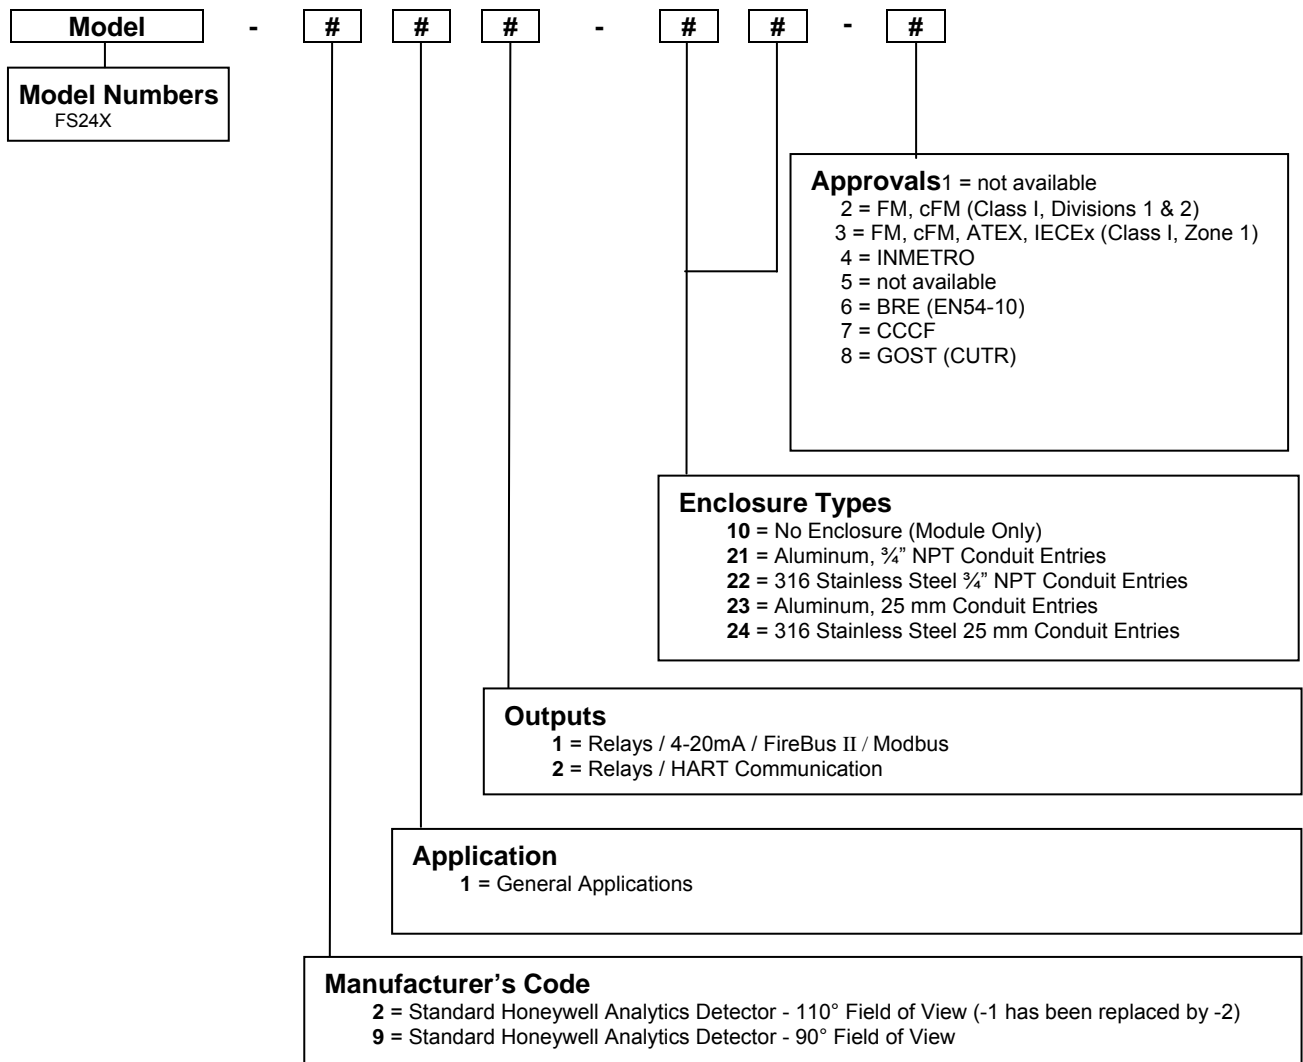 Model - # # # - # # - #
Model Numbers
FS24X
Approvals1 = not available
2 = FM, cFM (Class I, Divisions 1 & 2)
3 = FM, cFM, ATEX, IECEx (Class I, Zone 1)
4 = INMETRO
5 = not available
6 = BRE (EN54-10)
7 = CCCF
8 = GOST (CUTR)
Enclosure Types
10 = No Enclosure (Module Only)
21 = Aluminum, ¾” NPT Conduit Entries
22 = 316 Stainless Steel ¾” NPT Conduit Entries
23 = Aluminum, 25 mm Conduit Entries
24 = 316 Stainless Steel 25 mm Conduit Entries
Outputs
1 = Relays / 4-20mA / FireBus II / Modbus
2 = Relays / HART Communication
Application
1 = General Applications
Manufacturer’s Code
2 = Standard Honeywell Analytics Detector - 110° Field of View (-1 has been replaced by -2)
9 = Standard Honeywell Analytics Detector - 90° Field of View